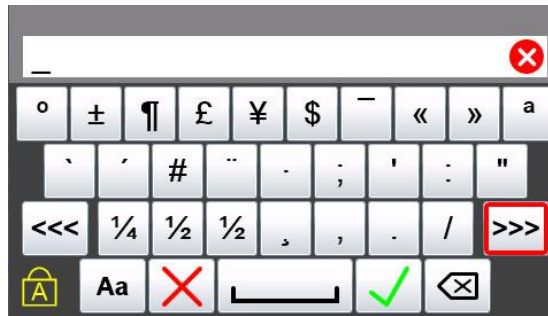 _
º ± ¶ £ ¥ $ ¯ « » ª
` ´ # ¨ · ; ' : "
<<< ¼ ½ ½ ¸ , . / >>>
A Aa